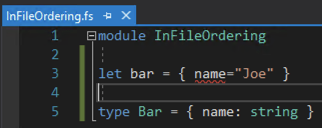 InFileOrdering.fs
1 module InFileOrdering
2
3 let bar = { name="Joe" }
4
5 type Bar = { name: string }